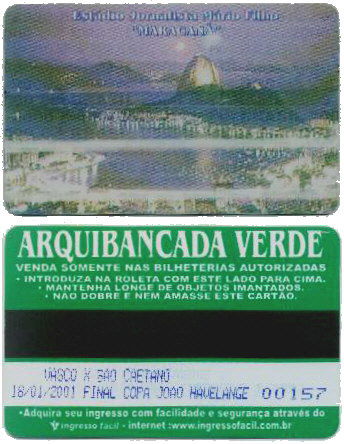 Estádio Jornalista Mário Filho
"MARACANÃ"
ARQUIBANCADA VERDE
VENDA SOMENTE NAS BILHETERIAS AUTORIZADAS
• INTRODUZA NA ROLETA COM ESTE LADO PARA CIMA.
• MANTENHA LONGE DE OBJETOS IMANTADOS.
• NÃO DOBRE E NEM AMASSE ESTE CARTÃO.
VASCO X SAO CAETANO
18/01/2001 FINAL COPA JOAO HAVELANGE 00157
•Adquira seu ingresso com facilidade e segurança através do
ingresso fácil • internet:www.ingressofacil.com.br